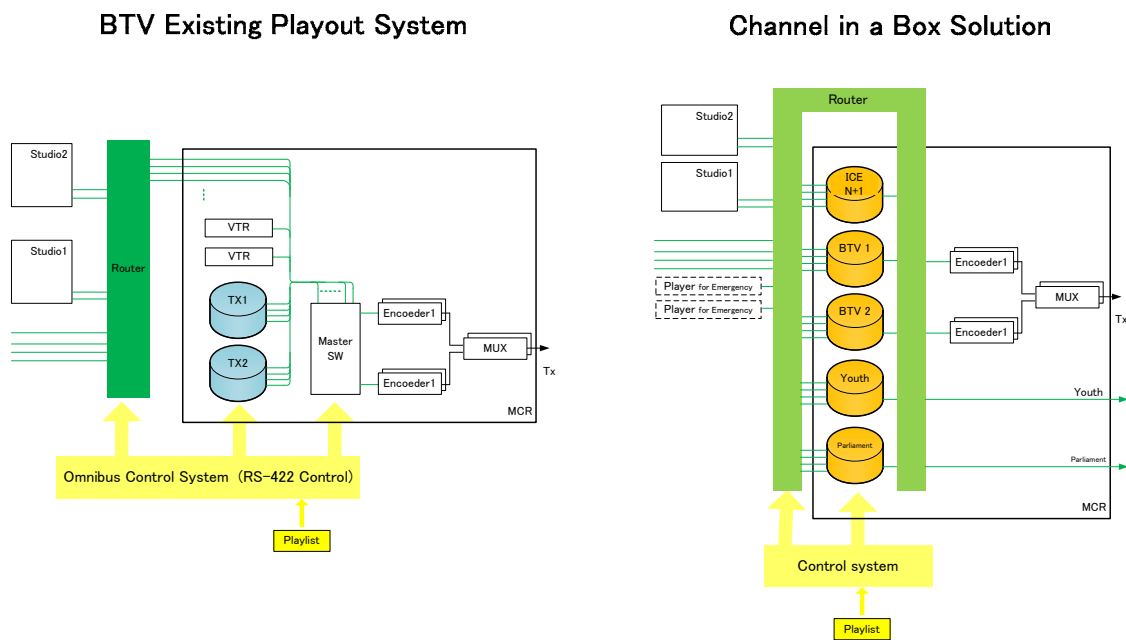 BTV Existing Playout System
Studio2
Studio1
Router
VTR
VTR
TX1
TX2
Master
SW
Encoeder1
Encoeder1
MUX
Tx
MCR
Omnibus Control System (RS-422 Control)
Playlist
Channel in a Box Solution
Router
Studio2
Studio1
ICE
N+1
BTV 1
Player for Emergency
Player for Emergency
BTV 2
Encoeder1
Encoeder1
MUX
Tx
Youth
Youth
Parliament
Parliament
MCR
Control system
Playlist